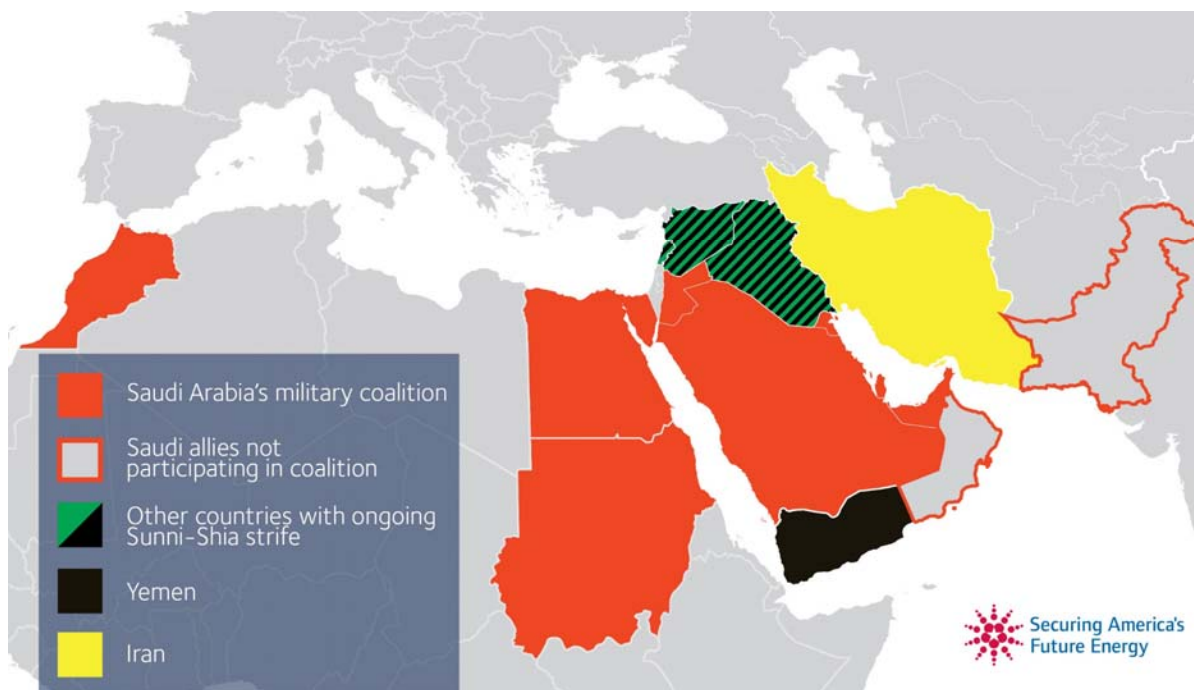 Saudi Arabia's military coalition
Saudi allies not
participating in coalition
Other countries with ongoing
Sunni-Shia strife
Yemen
Iran
Securing America's
Future Energy